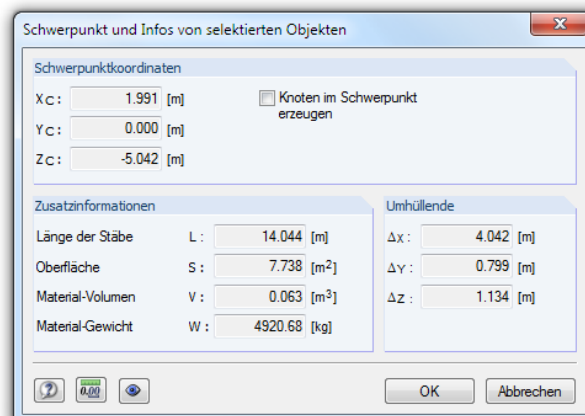 Schwerpunkt und Infos von selektierten Objekten
Schwerpunktkoordinaten
XC: 1.991 [m]
YC: 0.000 [m]
ZC: -5.042 [m]
Knoten im Schwerpunkt
erzeugen
Zusatzinformationen
Länge der Stäbe L: 14.044 [m]
Oberfläche S: 7.738 [m²]
Material-Volumen V: 0.063 [m³]
Material-Gewicht W: 4920.68 [kg]
Umhüllende
ΔX: 4.042 [m]
ΔY: 0.799 [m]
ΔZ: 1.134 [m]
0.00
OK
Abbrechen